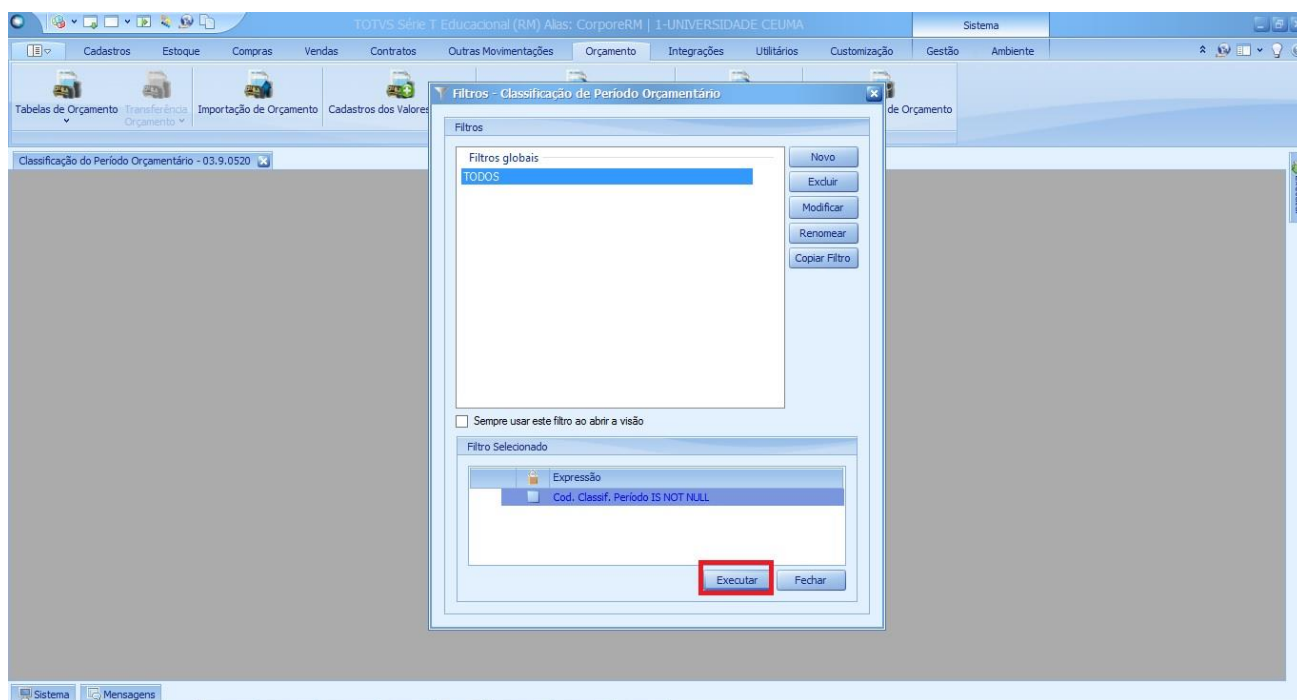 TOTVS Série T Educacional (RM) Alias: CorporeRM | 1-UNIVERSIDADE CEUMA
Sistema
Cadastros Estoque Compras Vendas Contratos Outras Movimentações Orçamento Integrações Utilitários Customização Gestão Ambiente
Tabelas de Orçamento Transferência Orçamento Importação de Orçamento Cadastros dos Valores de Orçamento
Classificação do Período Orçamentário - 03.9.0520
Filtros - Classificação de Período Orçamentário
Filtros
Filtros globais
TODOS
Novo
Excluir
Modificar
Renomear
Copiar Filtro
Sempre usar este filtro ao abrir a visão
Filtro Selecionado
Expressão
Cod. Classif. Período IS NOT NULL
Executar Fechar
Sistema Mensagens